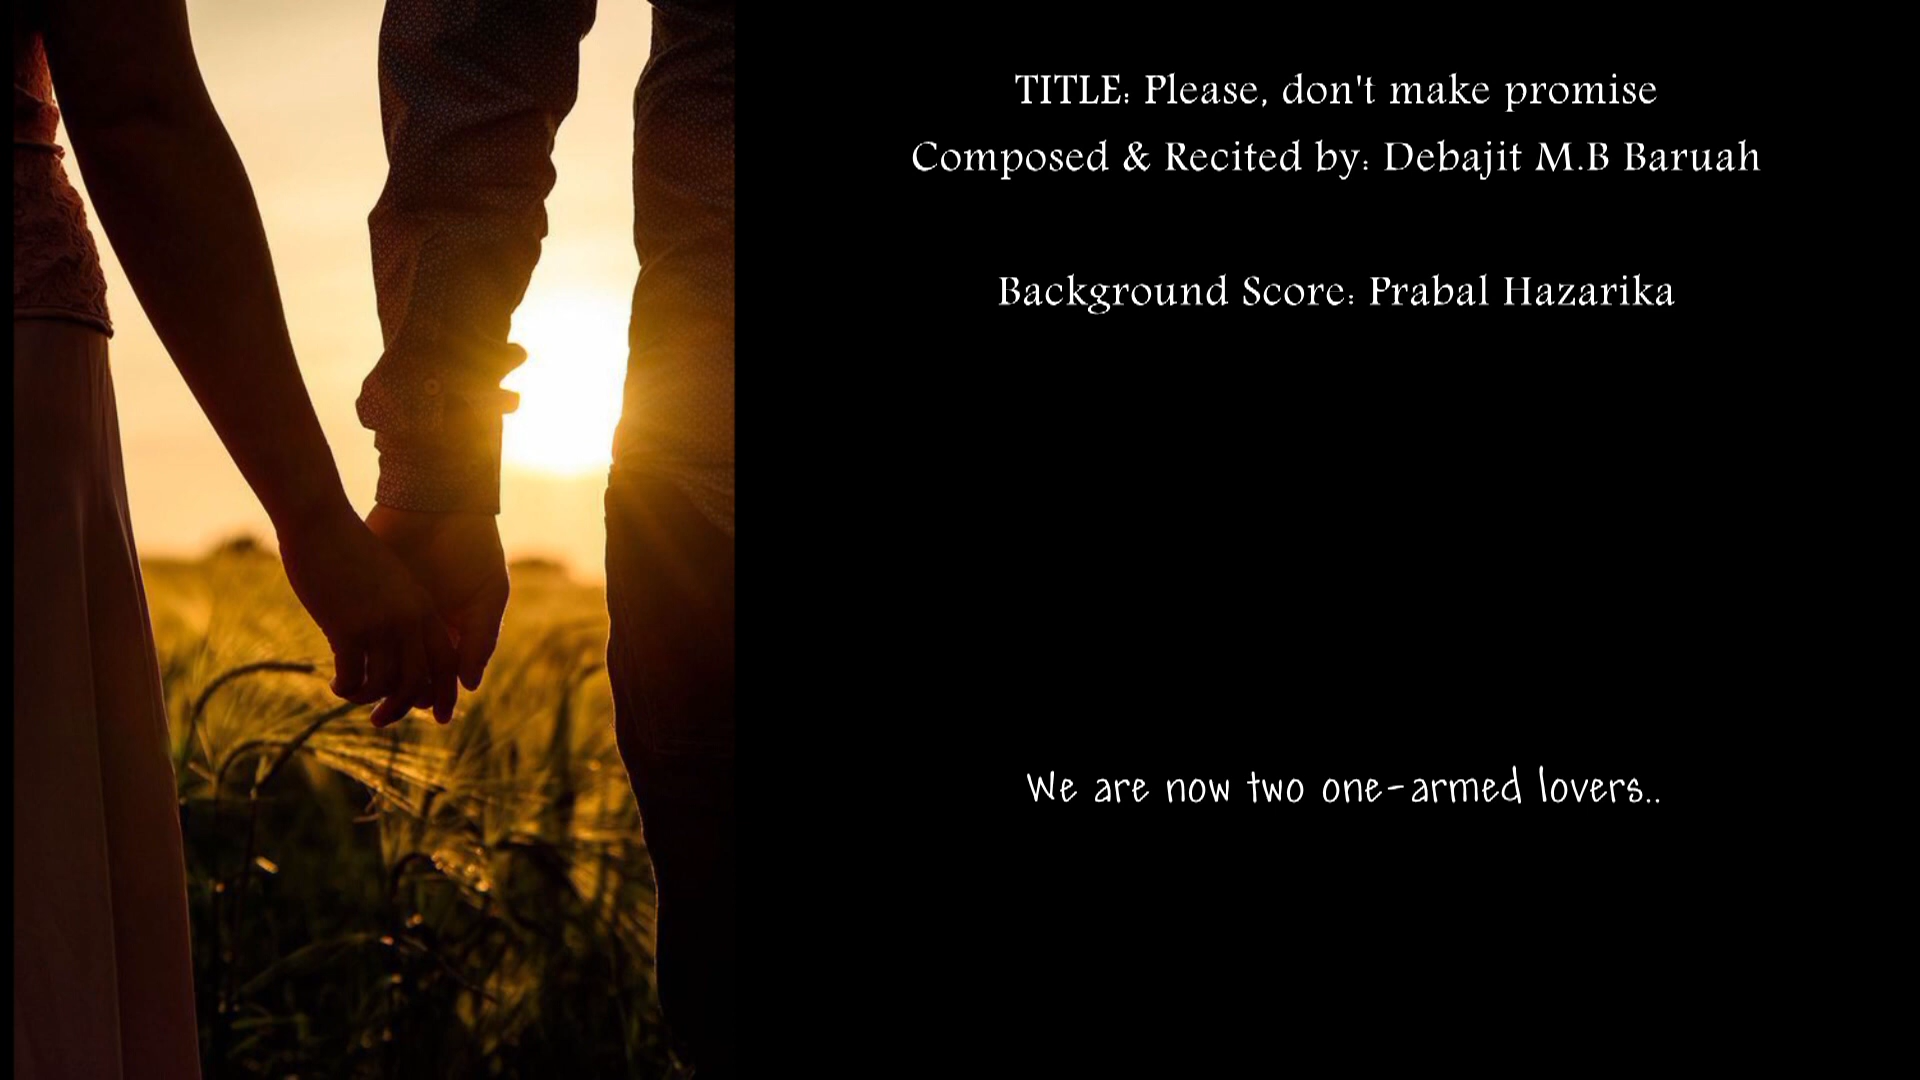 TITLE: Please, don't make promise
Composed & Recited by: Debajit M.B Baruah
Background Score: Prabal Hazarika
We are now two one-armed lovers..